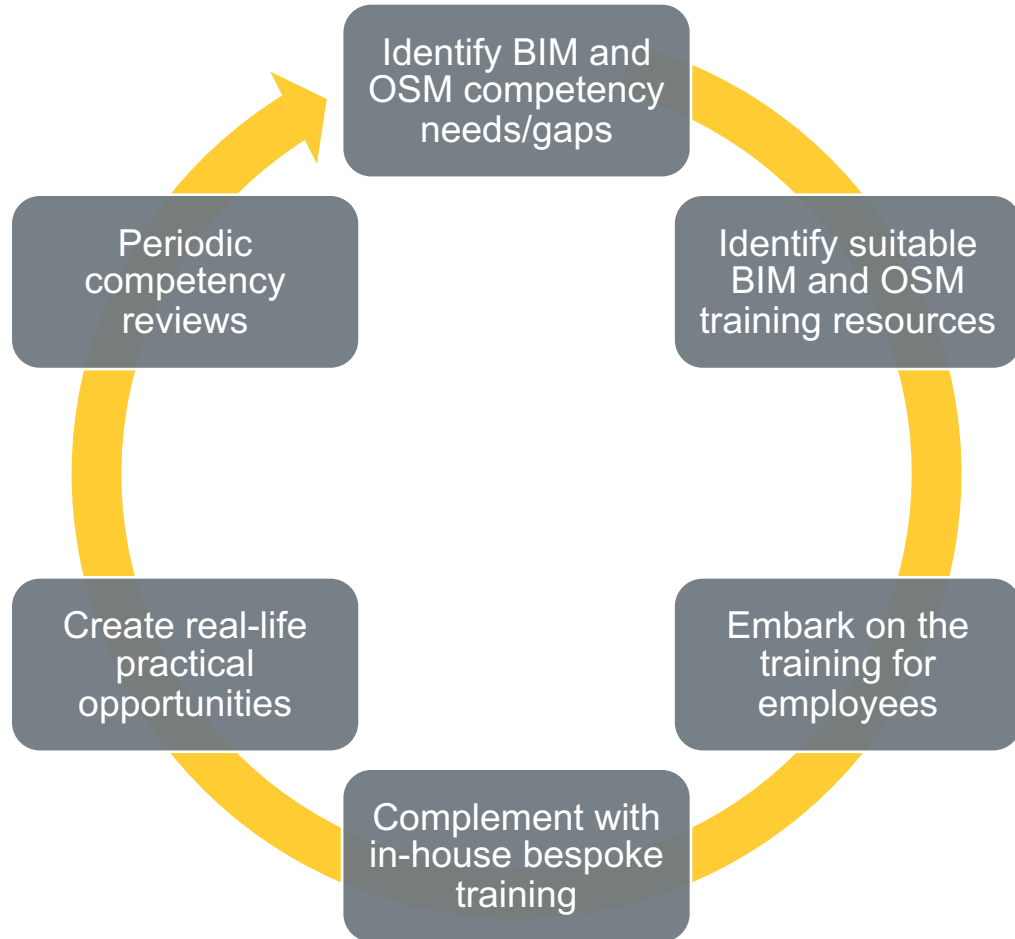 Identify BIM and
OSM competency
needs/gaps
Identify suitable
BIM and OSM
training resources
Embark on the
training for
employees
Complement with
in-house bespoke
training
Create real-life
practical
opportunities
Periodic
competency
reviews